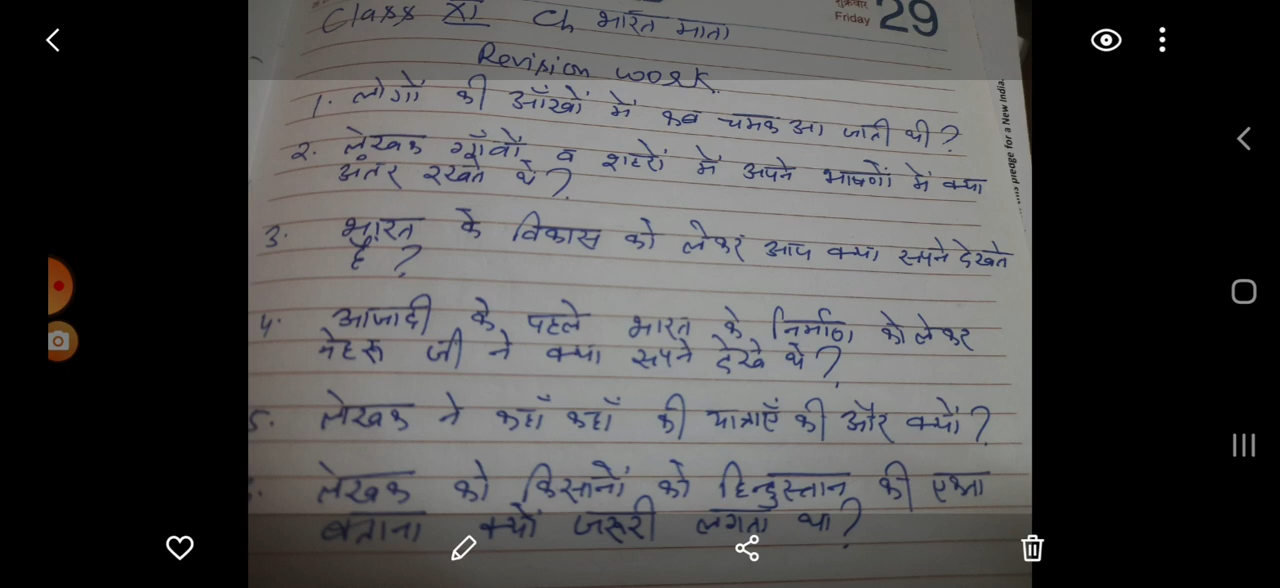 Class XI Ch भारत माता
शुक्रवार
Friday 29
Revision work
1. लोगों की आँखों में कब चमक आ जाती थी?
2. लेखक गाँवों व शहरों में अपने भाषणों में क्या
अंतर रखते थे?
3. भारत के विकास को लेकर आप क्या सपने देखते
हैं?
4. आजादी के पहले भारत के निर्माण को लेकर
नेहरू जी ने क्या सपने देखे थे?
5. लेखक ने कहाँ कहाँ की यात्राएँ की और क्यों?
लेखक को किसानों को हिन्दुस्तान की एकता
बताना क्यों जरूरी लगता था?
pledge for a New India